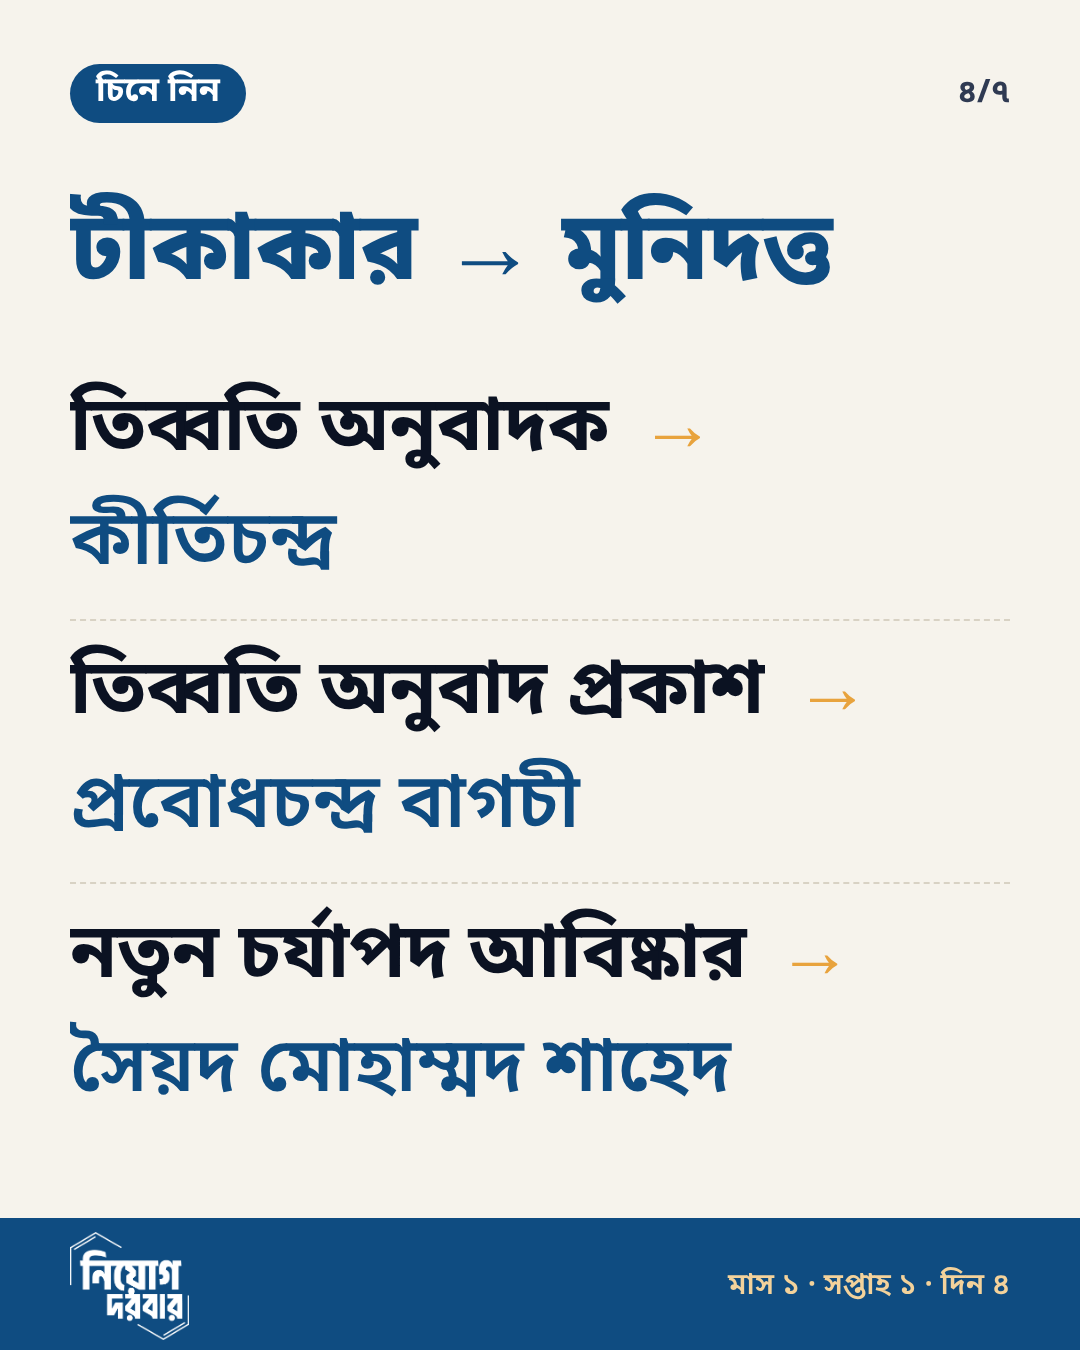 চিনে নিন
৪/৭
টীকাকার → মুনিদত্ত
তিব্বতি অনুবাদক →
কীর্তিচন্দ্র
তিব্বতি অনুবাদ প্রকাশ →
প্রবোধচন্দ্র বাগচী
নতুন চর্যাপদ আবিষ্কার →
সৈয়দ মোহাম্মদ শাহেদ
নিয়োগ
দরবার
মাস ১ · সপ্তাহ ১ · দিন ৪